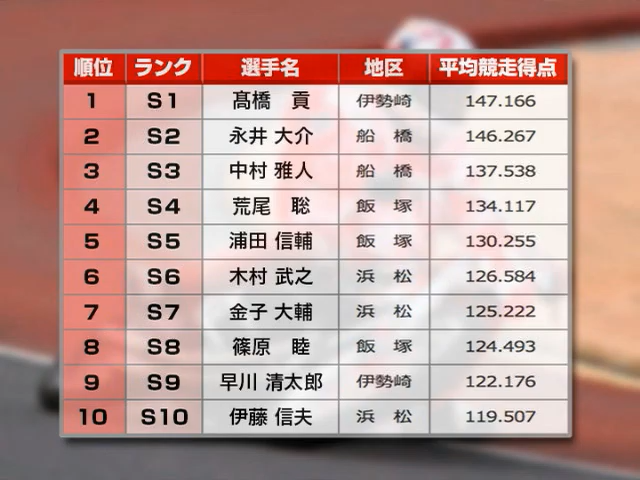 順位 ランク 選手名 地区 平均競走得点
1 S1 髙橋 貢 伊勢崎 147.166
2 S2 永井 大介 船橋 146.267
3 S3 中村 雅人 船橋 137.538
4 S4 荒尾 聡 飯塚 134.117
5 S5 浦田 信輔 飯塚 130.255
6 S6 木村 武之 浜松 126.584
7 S7 金子 大輔 浜松 125.222
8 S8 篠原 睦 飯塚 124.493
9 S9 早川 清太郎 伊勢崎 122.176
10 S10 伊藤 信夫 浜松 119.507